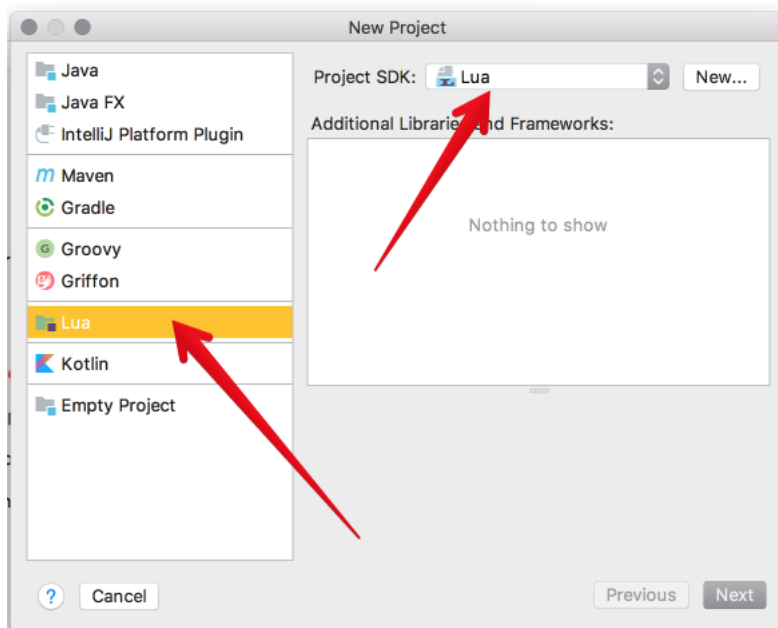 New Project
Java
Java FX
IntelliJ Platform Plugin
Maven
Gradle
Groovy
Griffon
Lua
Kotlin
Empty Project
Project SDK: Lua New...
Additional Libraries and Frameworks:
Nothing to show
? Cancel Previous Next